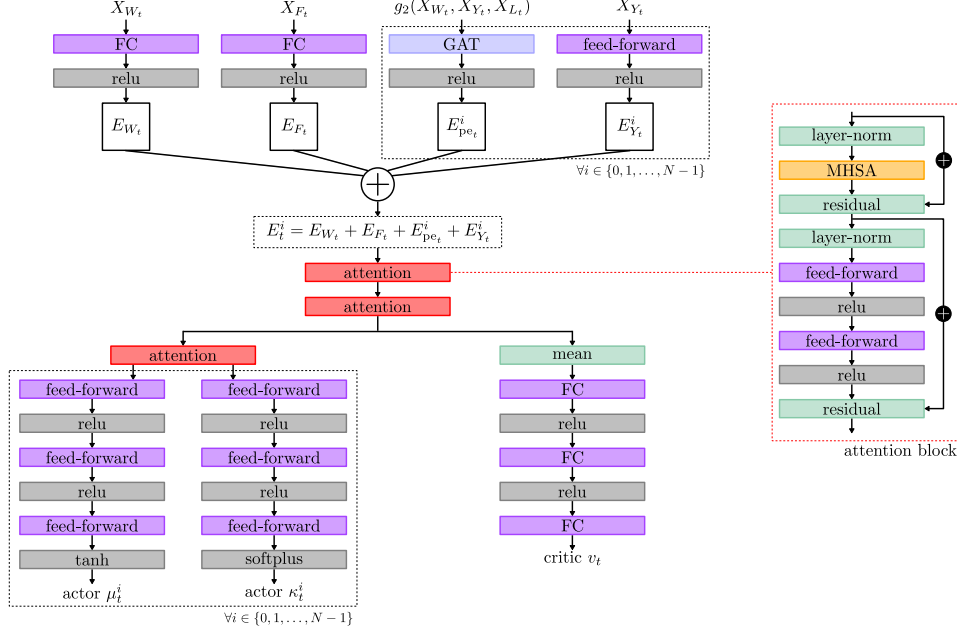 X_{W_t} X_{F_t} g_2(X_{W_t}, X_{Y_t}, X_{L_t}) X_{Y_t}
FC FC GAT feed-forward
relu relu relu relu
E_{W_t} E_{F_t} E^i_{pe_t} E^i_{Y_t}
∀i ∈ {0, 1, . . . , N − 1}
+
E^i_t = E_{W_t} + E_{F_t} + E^i_{pe_t} + E^i_{Y_t}
attention
attention
attention
feed-forward
relu
feed-forward
relu
feed-forward
tanh
actor μ^i_t
feed-forward
relu
feed-forward
relu
feed-forward
softplus
actor κ^i_t
∀i ∈ {0, 1, . . . , N − 1}
mean
FC
relu
FC
relu
FC
critic v_t
layer-norm
MHSA
+
residual
layer-norm
feed-forward
relu
+
feed-forward
relu
residual
attention block